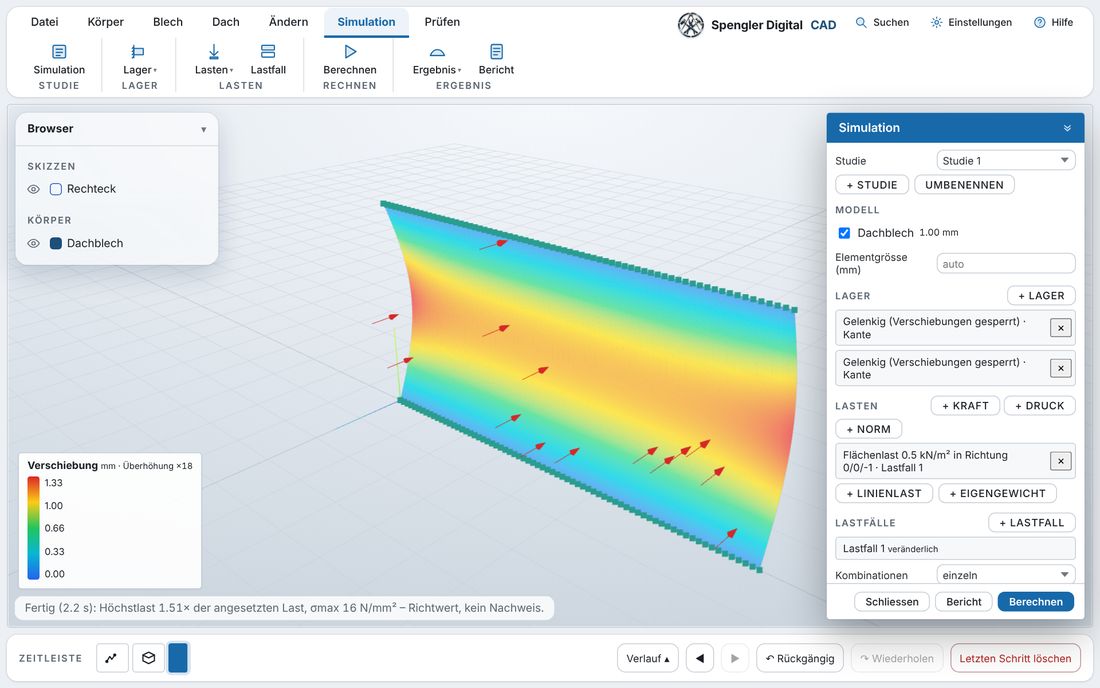 Datei Körper Blech Dach Ändern Simulation Prüfen
Spengler Digital CAD Suchen Einstellungen Hilfe
Simulation Lager Lasten Lastfall Berechnen Ergebnis Bericht
STUDIE LAGER LASTEN RECHNEN ERGEBNIS
Browser
SKIZZEN
Rechteck
KÖRPER
Dachblech
Verschiebung mm · Überhöhung ×18
1.33
1.00
0.66
0.33
0.00
Fertig (2.2 s): Höchstlast 1.51× der angesetzten Last, σmax 16 N/mm² – Richtwert, kein Nachweis.
Simulation
Studie Studie 1
+ STUDIE UMBENENNEN
MODELL
Dachblech 1.00 mm
Elementgrösse
(mm) auto
LAGER + LAGER
Gelenkig (Verschiebungen gesperrt) ·
Kante ×
Gelenkig (Verschiebungen gesperrt) ·
Kante ×
LASTEN + KRAFT + DRUCK
+ NORM
Flächenlast 0.5 kN/m² in Richtung
0/0/-1 · Lastfall 1 ×
+ LINIENLAST + EIGENGEWICHT
LASTFÄLLE + LASTFALL
Lastfall 1 veränderlich
Kombinationen einzeln
Schliessen Bericht Berechnen
ZEITLEISTE Verlauf ▴ ◀ ▶ ↶ Rückgängig ↷ Wiederholen Letzten Schritt löschen